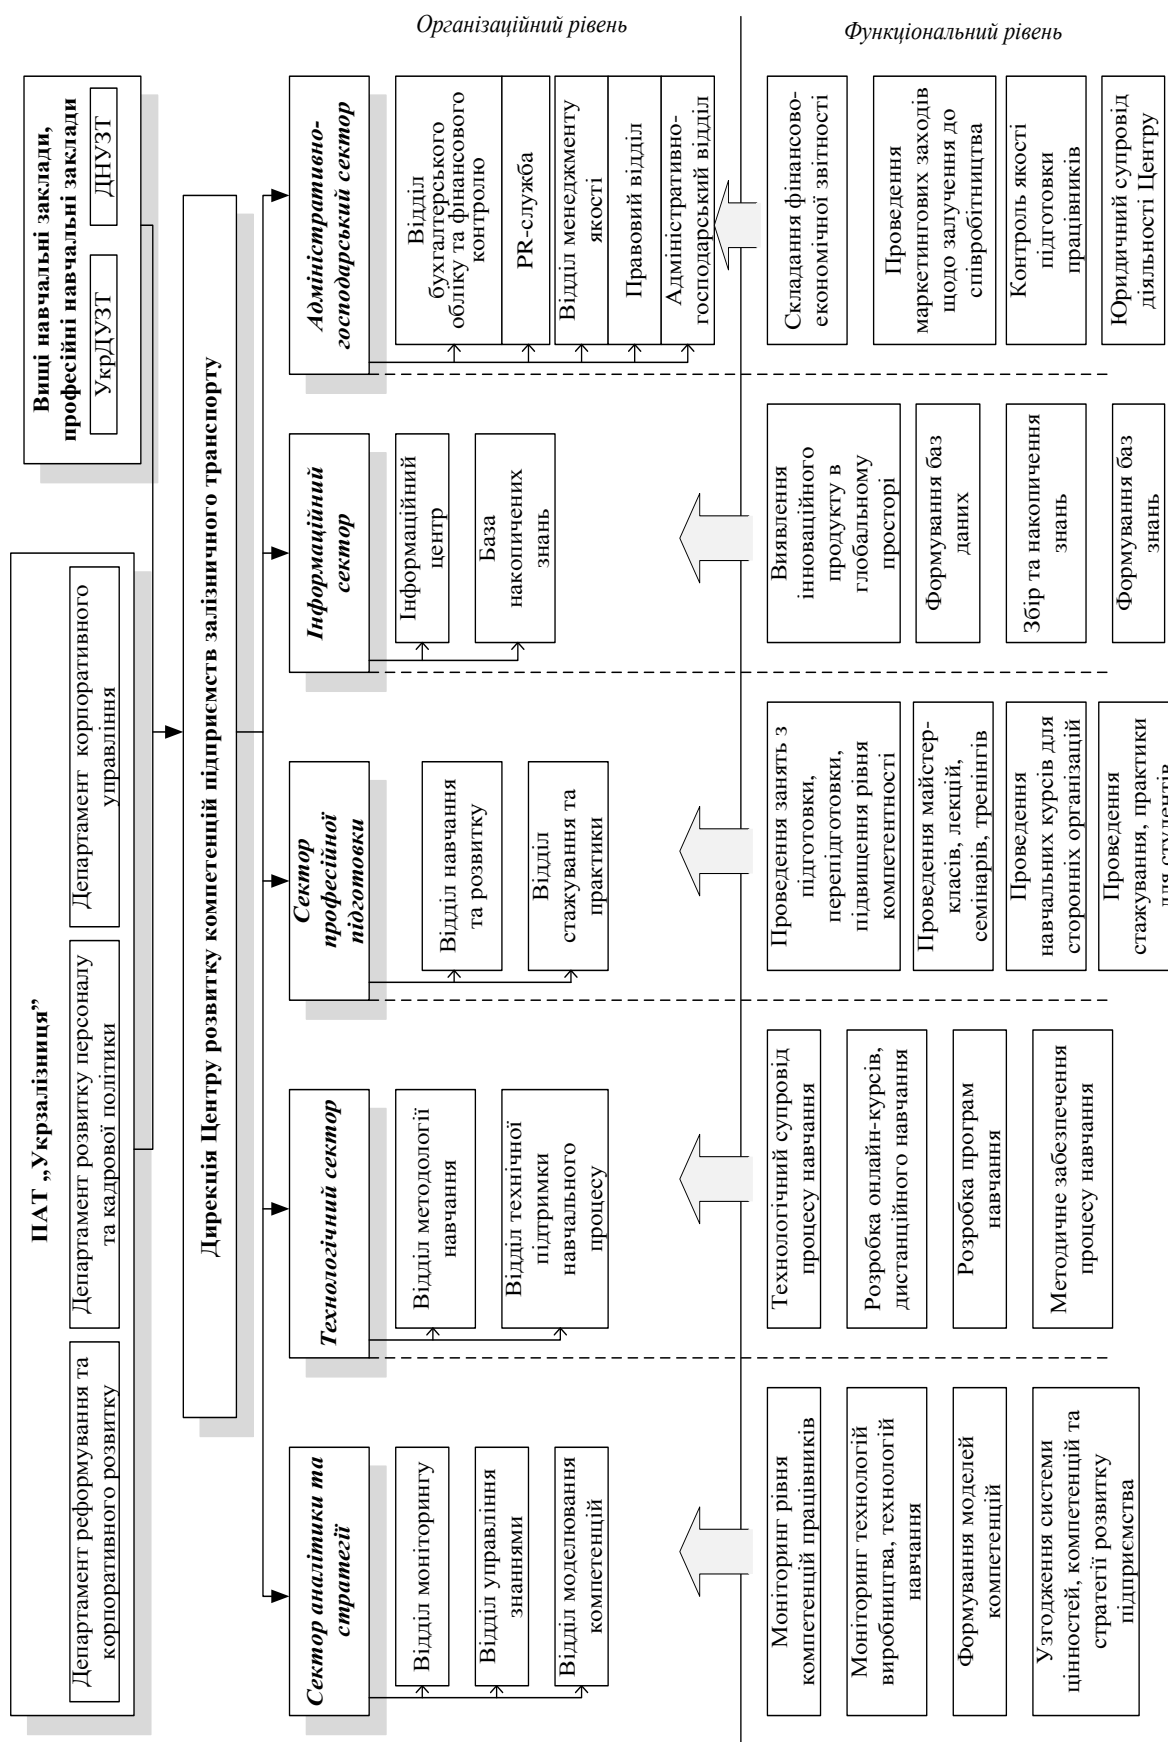 ПАТ „Укрзалізниця”
Департамент реформування та
корпоративного розвитку
Департамент розвитку персоналу
та кадрової політики
Департамент корпоративного
управління
Вищі навчальні заклади,
професійні навчальні заклади
УкрДУЗТ
ДНУЗТ
Дирекція Центру розвитку компетенцій підприємств залізничного транспорту
Організаційний рівень
Сектор аналітики та
стратегії
Відділ моніторингу
Відділ управління
знаннями
Відділ моделювання
компетенцій
Технологічний сектор
Відділ методології
навчання
Відділ технічної
підтримки
навчального
процесу
Сектор
професійної
підготовки
Відділ навчання
та розвитку
Відділ
стажування та
практики
Інформаційний
сектор
Інформаційний
центр
База
накопичених
знань
Адміністративно-
господарський сектор
Відділ
бухгалтерського
обліку та фінансового
контролю
PR-служба
Відділ менеджменту
якості
Правовий відділ
Адміністративно-
господарський відділ
Функціональний рівень
Моніторинг рівня
компетенцій працівників
Моніторинг технологій
виробництва, технологій
навчання
Формування моделей
компетенцій
Узгодження системи
цінностей, компетенцій та
стратегії розвитку
підприємства
Технологічний супровід
процесу навчання
Розробка онлайн-курсів,
дистанційного навчання
Розробка програм
навчання
Методичне забезпечення
процесу навчання
Проведення занять з
підготовки,
перепідготовки,
підвищення рівня
компетентності
Проведення майстер-
класів, лекцій,
семінарів, тренінгів
Проведення
навчальних курсів для
сторонніх організацій
Проведення
стажування, практики
для студентів
Виявлення
інноваційного
продукту в
глобальному
просторі
Формування баз
даних
Збір та накопичення
знань
Формування баз
знань
Складання фінансово-
економічної звітності
Проведення
маркетингових заходів
щодо залучення до
співробітництва
Контроль якості
підготовки
працівників
Юридичний супровід
діяльності Центру